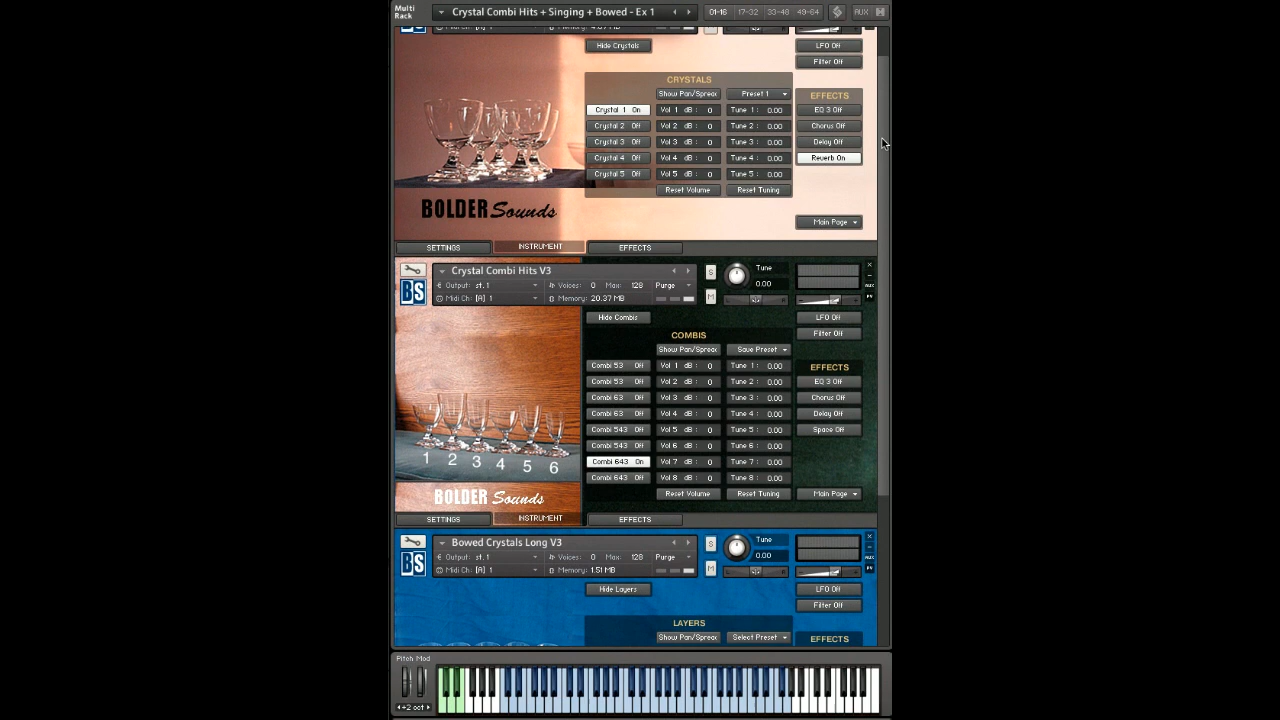 Multi Rack
Crystal Combi Hits + Singing + Bowed - Ex 1
01-16 17-32 33-48 49-64 AUX
Hide Crystals LFO Off
Filter Off
CRYSTALS
Show Pan/Spread Preset 1 EFFECTS
Crystal 1 On Vol 1 dB : 0 Tune 1 : 0.00 EQ 3 Off
Crystal 2 Off Vol 2 dB : 0 Tune 2 : 0.00 Chorus Off
Crystal 3 Off Vol 3 dB : 0 Tune 3 : 0.00 Delay Off
Crystal 4 Off Vol 4 dB : 0 Tune 4 : 0.00 Reverb On
Crystal 5 Off Vol 5 dB : 0 Tune 5 : 0.00
Reset Volume Reset Tuning
BOLDER Sounds
Main Page
SETTINGS INSTRUMENT EFFECTS
Crystal Combi Hits V3 S Tune
BS Output: st. 1 Voices: 0 Max: 128 Purge 0.00
Midi Ch: [A] 1 Memory: 20.37 MB M
AUX
PV
Hide Combis LFO Off
COMBIS Filter Off
Show Pan/Spread Save Preset
EFFECTS
Combi 53 Off Vol 1 dB : 0 Tune 1 : 0.00
Combi 53 Off Vol 2 dB : 0 Tune 2 : 0.00 EQ 3 Off
Combi 63 Off Vol 3 dB : 0 Tune 3 : 0.00 Chorus Off
Combi 63 Off Vol 4 dB : 0 Tune 4 : 0.00 Delay Off
Combi 543 Off Vol 5 dB : 0 Tune 5 : 0.00 Space Off
Combi 543 Off Vol 6 dB : 0 Tune 6 : 0.00
Combi 643 On Vol 7 dB : 0 Tune 7 : 0.00
Combi 643 Off Vol 8 dB : 0 Tune 8 : 0.00
1 2 3 4 5 6
Reset Volume Reset Tuning Main Page
BOLDER Sounds
SETTINGS INSTRUMENT EFFECTS
Bowed Crystals Long V3 S Tune
BS Output: st. 1 Voices: 0 Max: 128 Purge 0.00
Midi Ch: [A] 1 Memory: 1.51 MB M
AUX
PV
Hide Layers LFO Off
Filter Off
LAYERS
Show Pan/Spread Select Preset EFFECTS
Pitch Mod
+2 oct